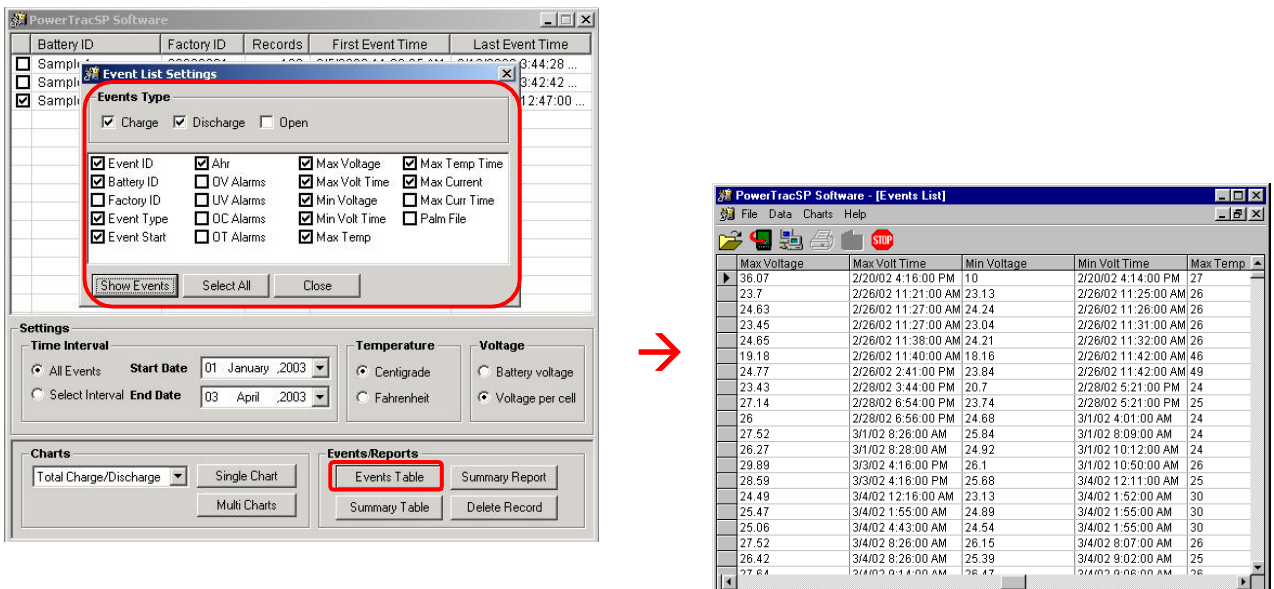 PowerTracSP Software
Battery ID Factory ID Records First Event Time Last Event Time
3:44:28 ...
3:42:42 ...
12:47:00 ...
Event List Settings
Events Type
Charge Discharge Open
Event ID Ahr Max Voltage Max Temp Time
Battery ID OV Alarms Max Volt Time Max Current
Factory ID UV Alarms Min Voltage Max Curr Time
Event Type OC Alarms Min Volt Time Palm File
Event Start OT Alarms Max Temp
Show Events Select All Close
Settings
Time Interval Temperature Voltage
All Events Start Date 01 January ,2003 Centigrade Battery voltage
Select Interval End Date 03 April ,2003 Fahrenheit Voltage per cell
Charts Events/Reports
Total Charge/Discharge Single Chart Events Table Summary Report
Multi Charts Summary Table Delete Record
→
PowerTracSP Software - [Events List]
File Data Charts Help
STOP
Max Voltage Max Volt Time Min Voltage Min Volt Time Max Temp
36.07 2/20/02 4:16:00 PM 10 2/20/02 4:14:00 PM 27
23.7 2/26/02 11:21:00 AM 23.13 2/26/02 11:25:00 AM 26
24.63 2/26/02 11:27:00 AM 24.24 2/26/02 11:26:00 AM 26
23.45 2/26/02 11:27:00 AM 23.04 2/26/02 11:31:00 AM 26
24.65 2/26/02 11:38:00 AM 24.21 2/26/02 11:32:00 AM 26
19.18 2/26/02 11:40:00 AM 18.16 2/26/02 11:42:00 AM 46
24.77 2/26/02 2:41:00 PM 23.84 2/26/02 11:42:00 AM 49
23.43 2/28/02 3:44:00 PM 20.7 2/28/02 5:21:00 PM 24
27.14 2/28/02 6:54:00 PM 23.74 2/28/02 5:21:00 PM 25
26 2/28/02 6:56:00 PM 24.68 3/1/02 4:01:00 AM 24
27.52 3/1/02 8:26:00 AM 25.84 3/1/02 8:09:00 AM 24
26.27 3/1/02 8:28:00 AM 24.92 3/1/02 10:12:00 AM 24
29.89 3/3/02 4:16:00 PM 26.1 3/1/02 10:50:00 AM 26
28.59 3/3/02 4:16:00 PM 25.68 3/4/02 12:11:00 AM 25
24.49 3/4/02 12:16:00 AM 23.13 3/4/02 1:52:00 AM 30
25.47 3/4/02 1:55:00 AM 24.89 3/4/02 1:55:00 AM 30
25.06 3/4/02 4:43:00 AM 24.54 3/4/02 1:55:00 AM 30
27.52 3/4/02 8:26:00 AM 26.15 3/4/02 8:07:00 AM 26
26.42 3/4/02 8:26:00 AM 25.39 3/4/02 9:02:00 AM 25
27.64 3/4/02 9:14:00 AM 26.47 3/4/02 9:06:00 AM 26